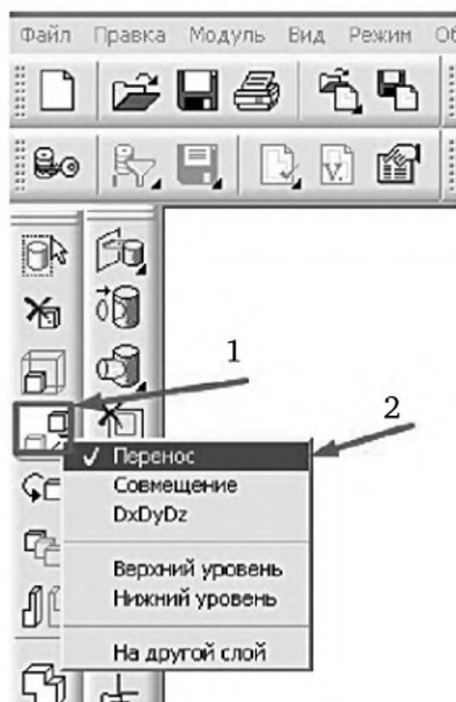 Файл Правка Модуль Вид Режим Об
V.
1
2
✓ Перенос
Совмещение
DxDyDz
Верхний уровень
Нижний уровень
На другой слой